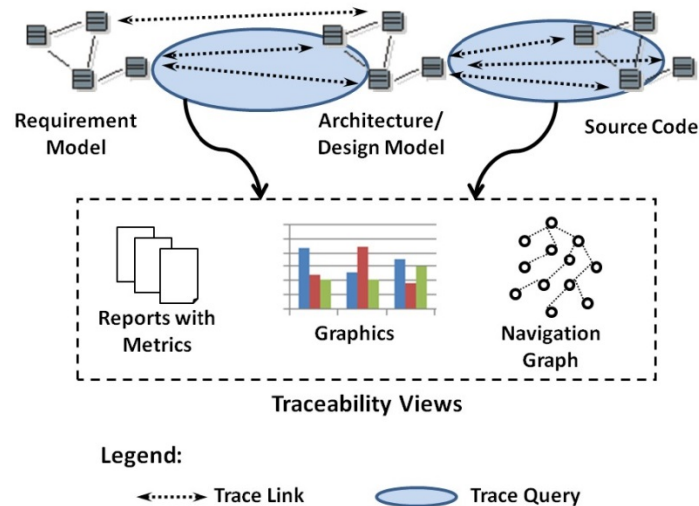 Requirement
Model
Architecture/
Design Model
Source Code
Reports with
Metrics
Graphics
Navigation
Graph
Traceability Views
Legend:
Trace Link
Trace Query